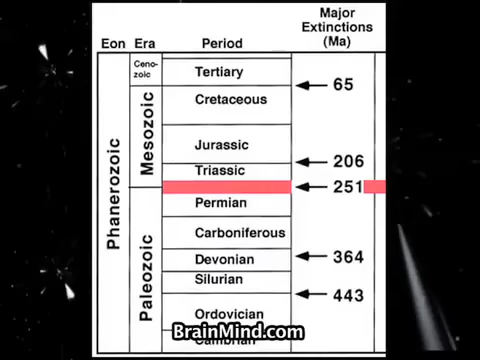 Major
Extinctions
(Ma)
Eon Era Period
Ceno-
zoic
Tertiary
65
Cretaceous
Mesozoic
Jurassic
206
Triassic
251
Phanerozoic
Permian
Carboniferous
Paleozoic
Devonian
364
Silurian
443
Ordovician
BrainMind.com
Cambrian